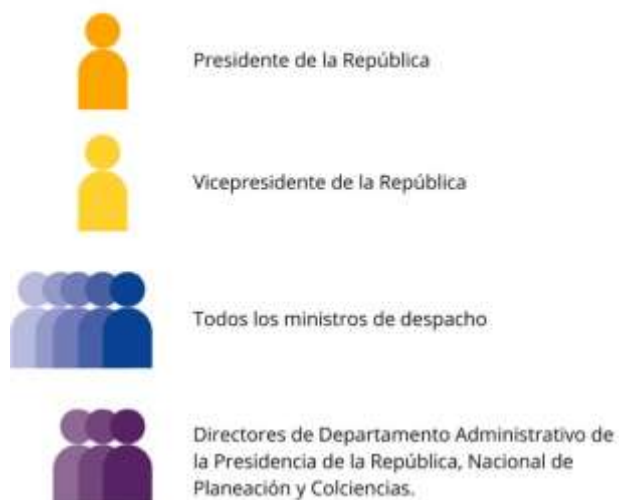 Presidente de la República
Vicepresidente de la República
Todos los ministros de despacho
Directores de Departamento Administrativo de
la Presidencia de la República, Nacional de
Planeación y Colciencias.